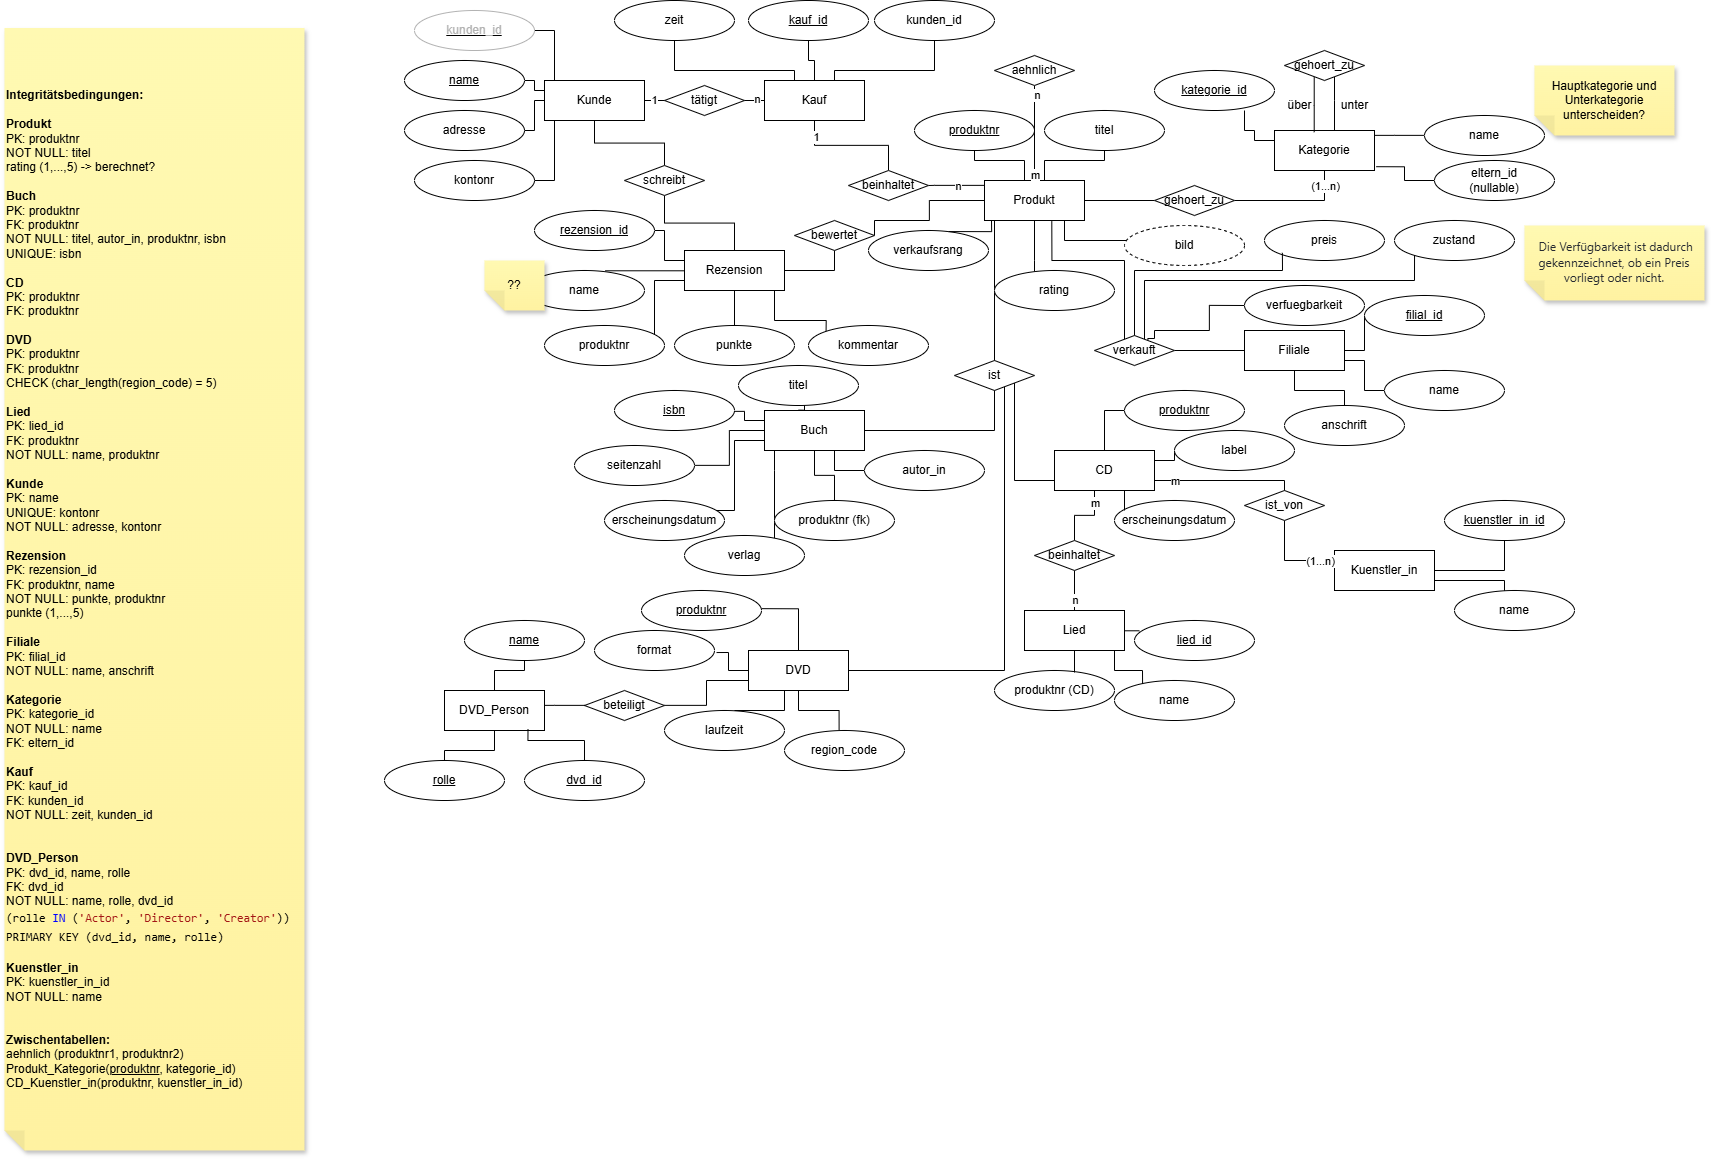 Integritätsbedingungen:
Produkt
PK: produktnr
NOT NULL: titel
rating (1,...,5) -> berechnet?
Buch
PK: produktnr
FK: produktnr
NOT NULL: titel, autor_in, produktnr, isbn
UNIQUE: isbn
CD
PK: produktnr
FK: produktnr
DVD
PK: produktnr
FK: produktnr
CHECK (char_length(region_code) = 5)
Lied
PK: lied_id
FK: produktnr
NOT NULL: name, produktnr
Kunde
PK: name
UNIQUE: kontonr
NOT NULL: adresse, kontonr
Rezension
PK: rezension_id
FK: produktnr, name
NOT NULL: punkte, produktnr
punkte (1,...,5)
Filiale
PK: filial_id
NOT NULL: name, anschrift
Kategorie
PK: kategorie_id
NOT NULL: name
FK: eltern_id
Kauf
PK: kauf_id
FK: kunden_id
NOT NULL: zeit, kunden_id
DVD_Person
PK: dvd_id, name, rolle
FK: dvd_id
NOT NULL: name, rolle, dvd_id
(rolle IN ('Actor', 'Director', 'Creator'))
PRIMARY KEY (dvd_id, name, rolle)
Kuenstler_in
PK: kuenstler_in_id
NOT NULL: name
Zwischentabellen:
aehnlich (produktnr1, produktnr2)
Produkt_Kategorie(produktnr, kategorie_id)
CD_Kuenstler_in(produktnr, kuenstler_in_id)
kunden_id
name
adresse
kontonr
Kunde
1
tätigt
n
zeit
kauf_id
kunden_id
Kauf
1
beinhaltet
n
schreibt
aehnlich
n
m
produktnr
titel
Produkt
gehoert_zu
(1...n)
gehoert_zu
über
unter
kategorie_id
Kategorie
name
eltern_id
(nullable)
Hauptkategorie und
Unterkategorie
unterscheiden?
Die Verfügbarkeit ist dadurch
gekennzeichnet, ob ein Preis
vorliegt oder nicht.
rezension_id
bewertet
verkaufsrang
bild
preis
zustand
??
name
Rezension
rating
produktnr
punkte
kommentar
verkauft
verfuegbarkeit
filial_id
Filiale
name
anschrift
ist
titel
isbn
Buch
seitenzahl
autor_in
erscheinungsdatum
produktnr (fk)
verlag
produktnr
label
CD
m
m
erscheinungsdatum
ist_von
(1...n)
kuenstler_in_id
Kuenstler_in
name
beinhaltet
n
Lied
lied_id
produktnr (CD)
name
produktnr
format
DVD
laufzeit
region_code
name
DVD_Person
beteiligt
rolle
dvd_id